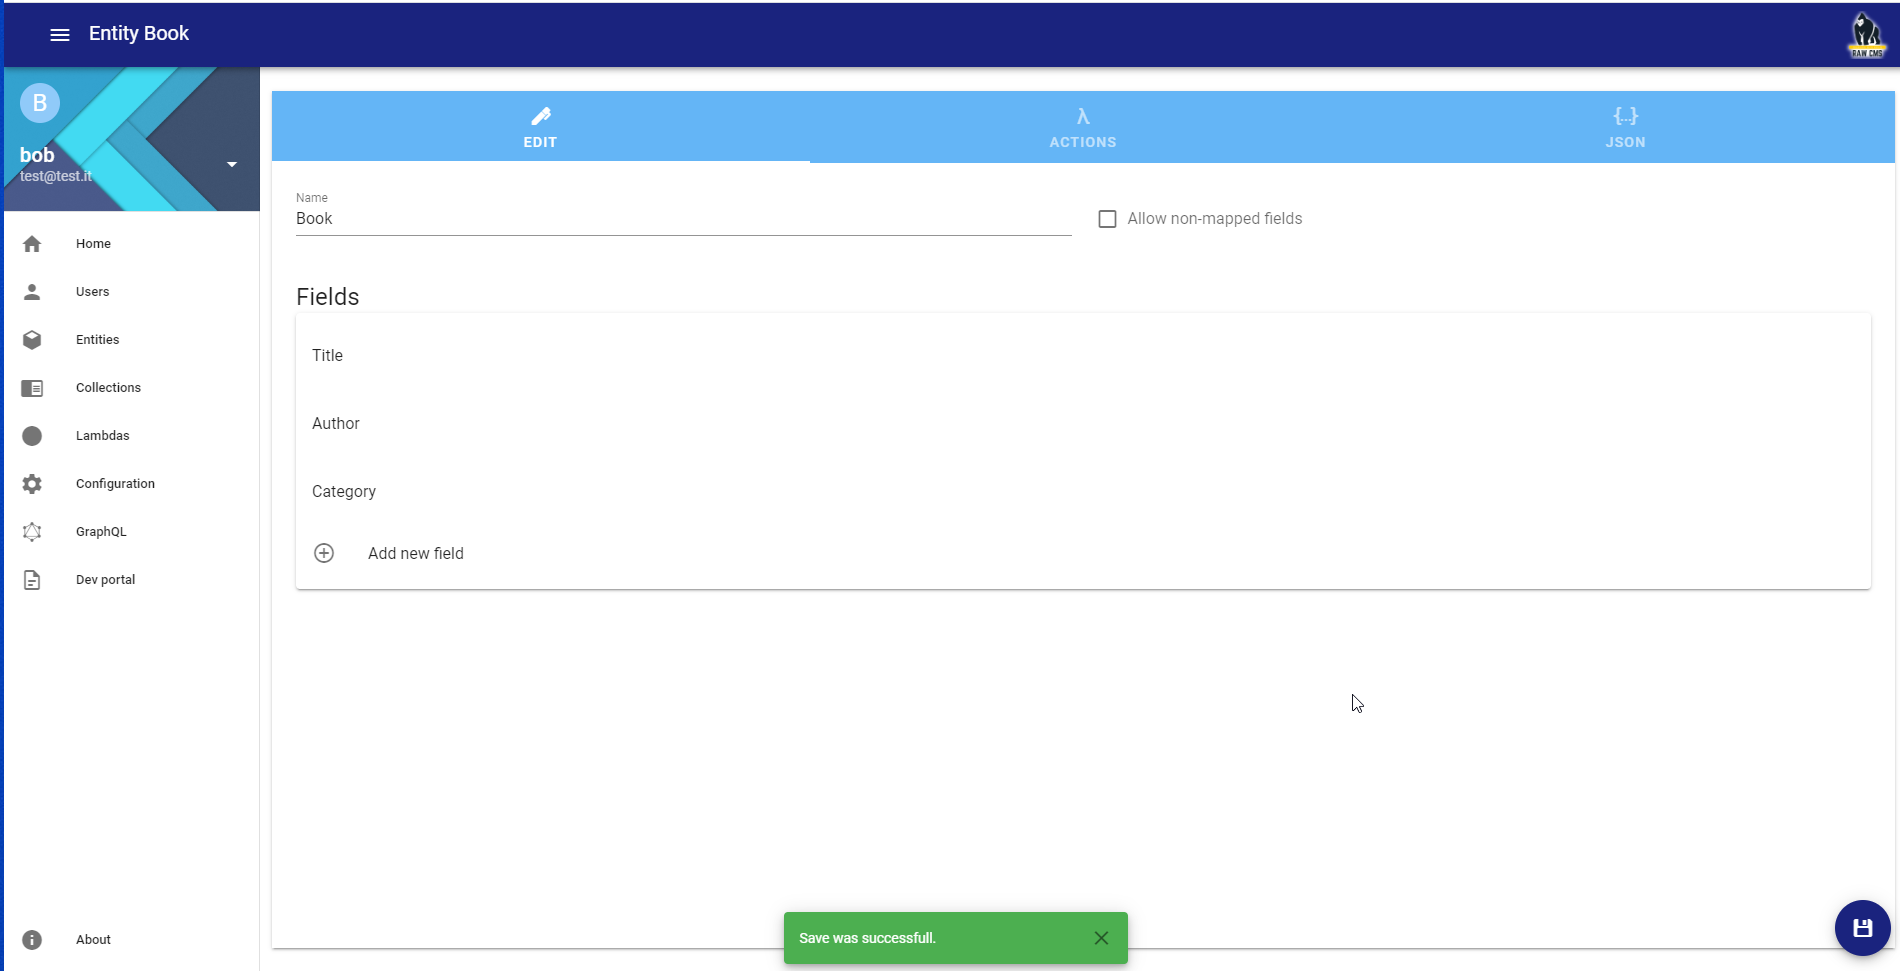 Entity Book
RAW CMS
B
bob
test@test.it
Home
Users
Entities
Collections
Lambdas
Configuration
GraphQL
Dev portal
About
EDIT
λ
ACTIONS
{...}
JSON
Name
Book
Allow non-mapped fields
Fields
Title
Author
Category
Add new field
Save was successfull.